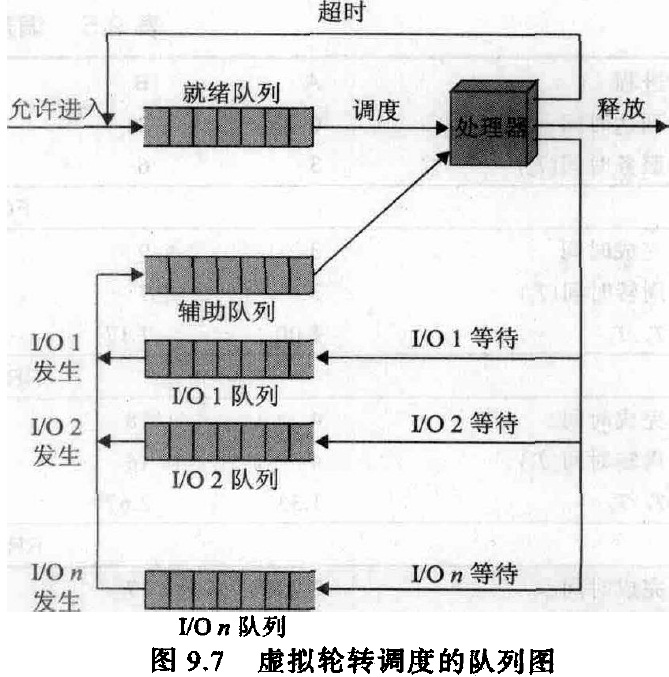 超时
允许进入
就绪队列
调度
处理器
释放
辅助队列
I/O 1
发生
I/O 1 等待
I/O 1 队列
I/O 2
发生
I/O 2 等待
I/O 2 队列
I/O n
发生
I/O n 等待
I/O n 队列
图 9.7 虚拟轮转调度的队列图